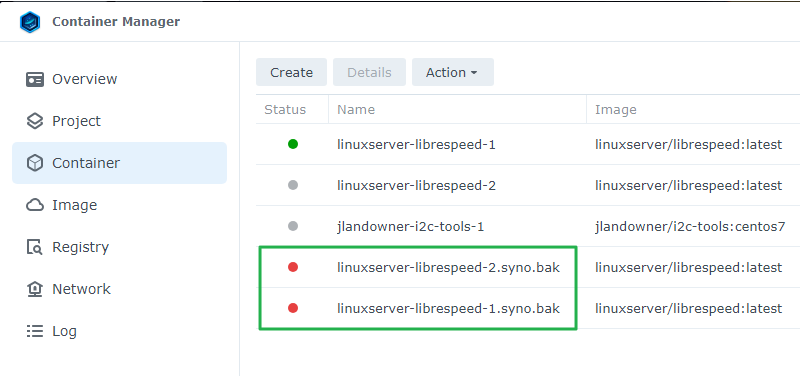 Container Manager
Overview
Project
Container
Image
Registry
Network
Log
Create Details Action
Status Name Image
linuxserver-librespeed-1 linuxserver/librespeed:latest
linuxserver-librespeed-2 linuxserver/librespeed:latest
jlandowner-i2c-tools-1 jlandowner/i2c-tools:centos7
linuxserver-librespeed-2.syno.bak linuxserver/librespeed:latest
linuxserver-librespeed-1.syno.bak linuxserver/librespeed:latest